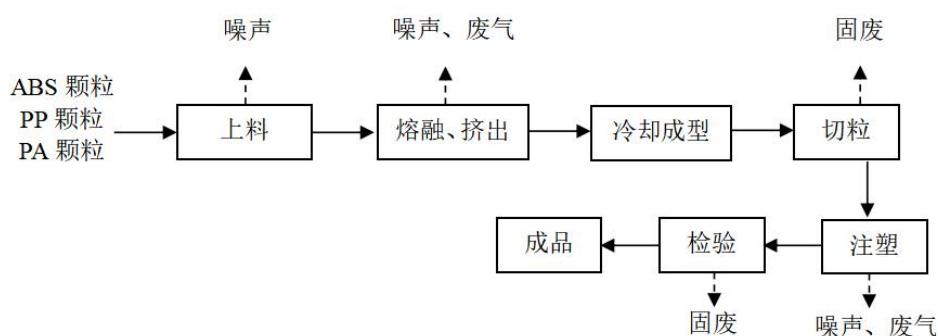 噪声
噪声、废气
固废
ABS 颗粒
PP 颗粒
PA 颗粒
上料
熔融、挤出
冷却成型
切粒
成品
检验
注塑
固废
噪声、废气